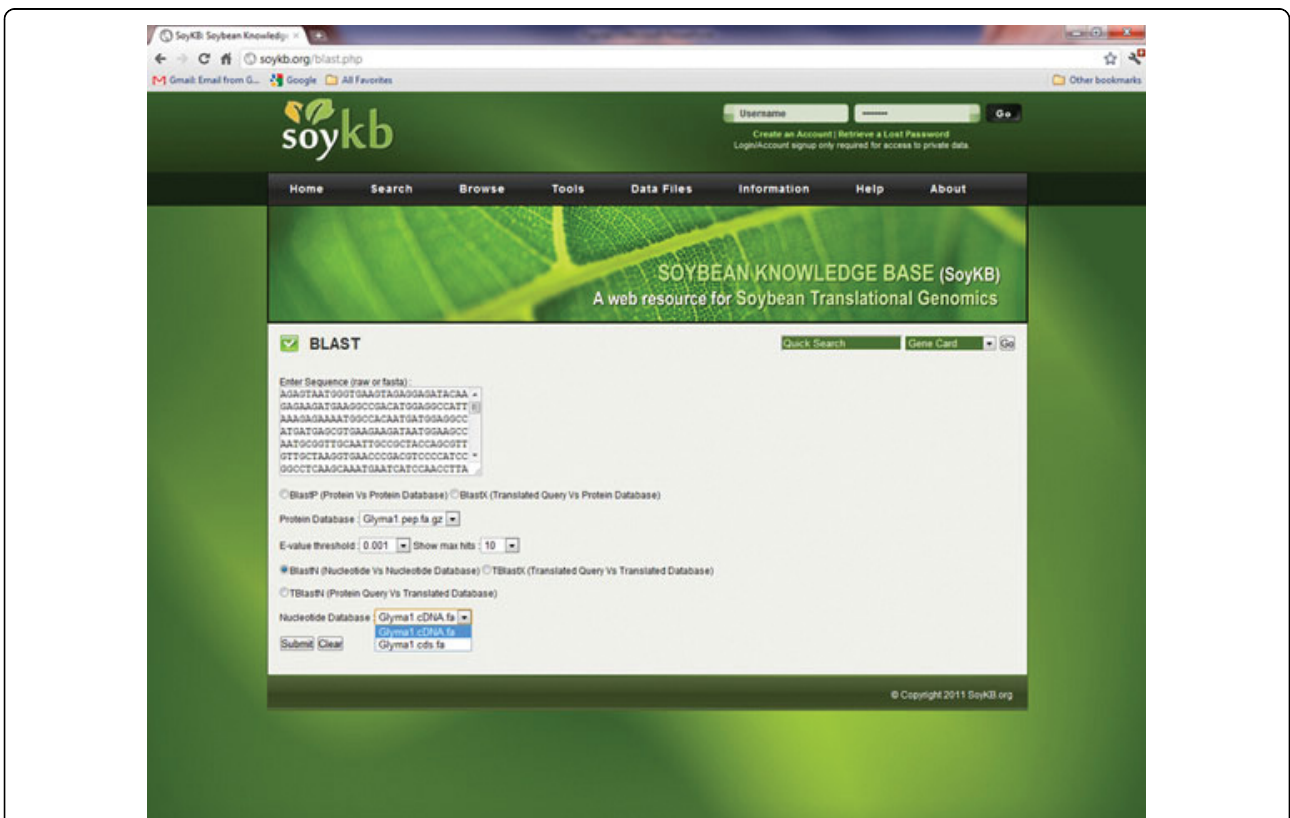 SoyKB: Soybean Knowledge
soykb.org/blast.php
Gmail: Email from G... Google All Favorites Other bookmarks
soykb
Username Go
Create an Account | Retrieve a Lost Password
Login/Account signup only required for access to private data.
Home Search Browse Tools Data Files Information Help About
SOYBEAN KNOWLEDGE BASE (SoyKB)
A web resource for Soybean Translational Genomics
BLAST
Quick Search Gene Card Go
Enter Sequence (raw or fasta) :
AGAGTAATGGGTGAAGTAGAGGAGATACAA
GAGAAGATGAAGGCCGACATGGAGGCCATT
AAAGAGAAAATGGCCACAATGATGGAGGCC
ATGATGAGCGTGAAGAAGATAATGGAAGCC
AATGCGGTTGCAATTGCCGCTACCAGCGTT
GTTGCTAAGGTGAACCCGACGTCCCCATCC
GGCCTCAAGCAAATGAATCATCCAACCTTA
BlastP (Protein Vs Protein Database) BlastX (Translated Query Vs Protein Database)
Protein Database : Glyma1.pep.fa.gz
E-value threshold : 0.001 Show max hits : 10
BlastN (Nucleotide Vs Nucleotide Database) TBlastX (Translated Query Vs Translated Database)
TBlastN (Protein Query Vs Translated Database)
Nucleotide Database : Glyma1.cDNA.fa
Glyma1.cDNA.fa
Submit Clear Glyma1.cds.fa
© Copyright 2011 SoyKB.org